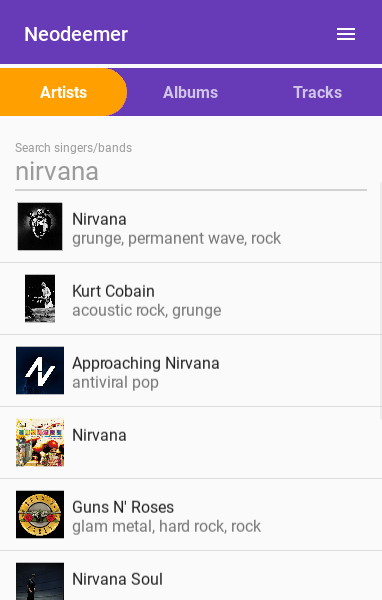 Neodeemer
Artists
Albums
Tracks
Search singers/bands
nirvana
Nirvana
grunge, permanent wave, rock
Kurt Cobain
acoustic rock, grunge
Approaching Nirvana
antiviral pop
Nirvana
Guns N' Roses
glam metal, hard rock, rock
Nirvana Soul